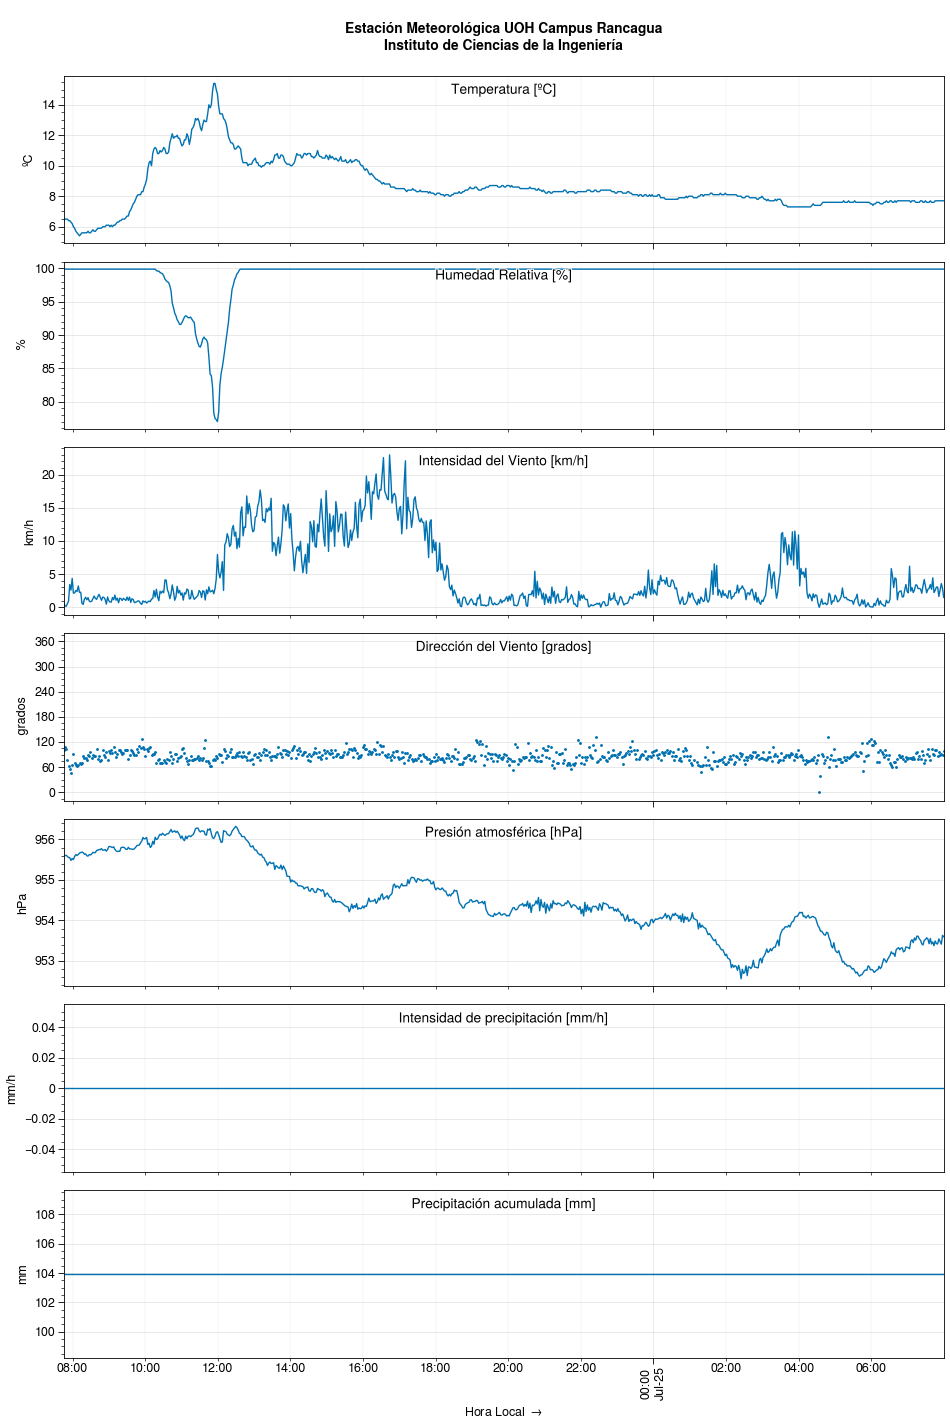 Estación Meteorológica UOH Campus Rancagua
Instituto de Ciencias de la Ingeniería
Temperatura [ºC]
ºC
14
12
10
8
6
Humedad Relativa [%]
%
100
95
90
85
80
Intensidad del Viento [km/h]
km/h
20
15
10
5
0
Dirección del Viento [grados]
grados
360
300
240
180
120
60
0
Presión atmosférica [hPa]
hPa
956
955
954
953
Intensidad de precipitación [mm/h]
mm/h
0.04
0.02
0
−0.02
−0.04
Precipitación acumulada [mm]
mm
108
106
104
102
100
08:00 10:00 12:00 14:00 16:00 18:00 20:00 22:00 00:00 02:00 04:00 06:00
Jul-25
Hora Local →